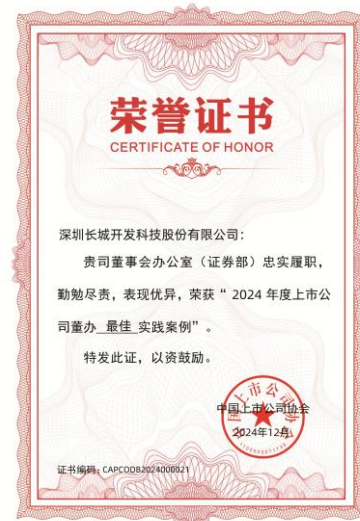 荣誉证书
CERTIFICATE OF HONOR
深圳长城开发科技股份有限公司：
贵司董事会办公室（证券部）忠实履职，
勤勉尽责，表现优异，荣获“ 2024 年度上市公
司董办 最佳 实践案例”。
特发此证，以资鼓励。
中国上市公司协会
2024年12月
证书编码：CAPCODB2024000021